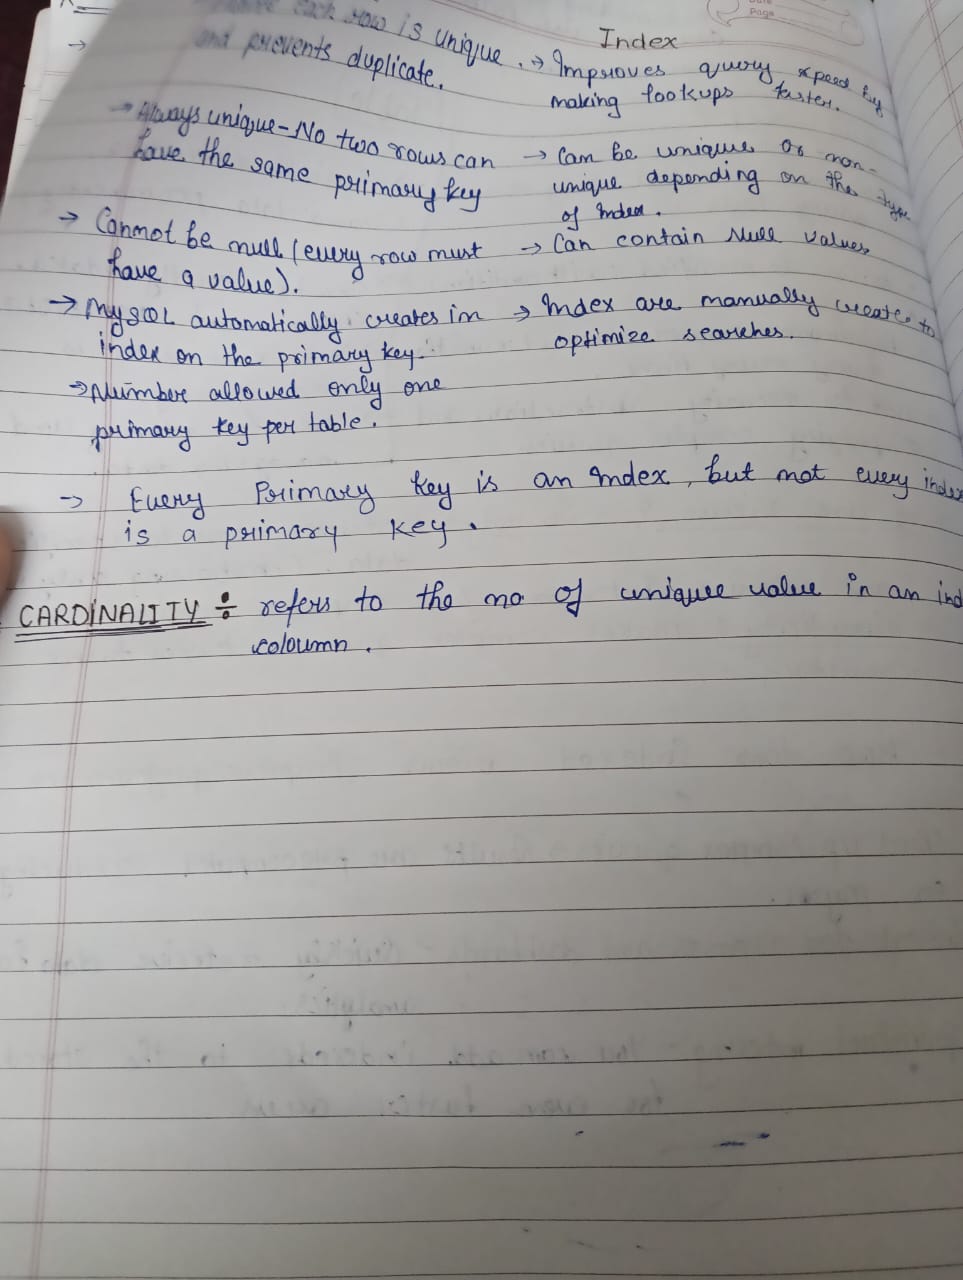 each row is unique
and prevents duplicate.
→ Always unique - No two rows can
have the same primary key
→ Cannot be null (every row must
have a value).
→ MySQL automatically creates in
index on the primary key.
→ Number allowed only one
primary key per table.
Page
Index
→ Improves query speed by
making lookups faster.
→ Can be unique or non-
unique depending on the type
of index.
→ Can contain Null values
→ Index are manually create to
optimize searches.
→ Every Primary key is an Index, but not every index
is a primary key.
CARDINALITY ÷ refers to the no of uniquee value in an ind
coloumn.